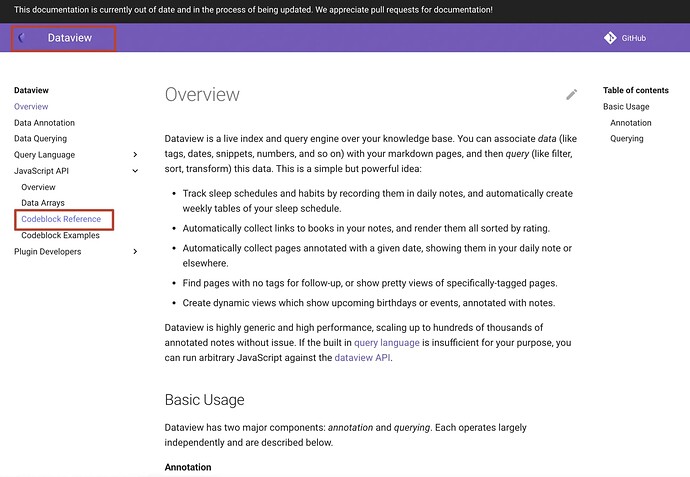 This documentation is currently out of date and in the process of being updated. We appreciate pull requests for documentation!
Dataview
GitHub
Dataview
Overview
Data Annotation
Data Querying
Query Language
JavaScript API
Overview
Data Arrays
Codeblock Reference
Codeblock Examples
Plugin Developers
Overview
Dataview is a live index and query engine over your knowledge base. You can associate data (like
tags, dates, snippets, numbers, and so on) with your markdown pages, and then query (like filter,
sort, transform) this data. This is a simple but powerful idea:
• Track sleep schedules and habits by recording them in daily notes, and automatically create
weekly tables of your sleep schedule.
• Automatically collect links to books in your notes, and render them all sorted by rating.
• Automatically collect pages annotated with a given date, showing them in your daily note or
elsewhere.
• Find pages with no tags for follow-up, or show pretty views of specifically-tagged pages.
• Create dynamic views which show upcoming birthdays or events, annotated with notes.
Dataview is highly generic and high performance, scaling up to hundreds of thousands of
annotated notes without issue. If the built in query language is insufficient for your purpose, you
can run arbitrary JavaScript against the dataview API.
Basic Usage
Dataview has two major components: annotation and querying. Each operates largely
independently and are described below.
Annotation
Table of contents
Basic Usage
Annotation
Querying